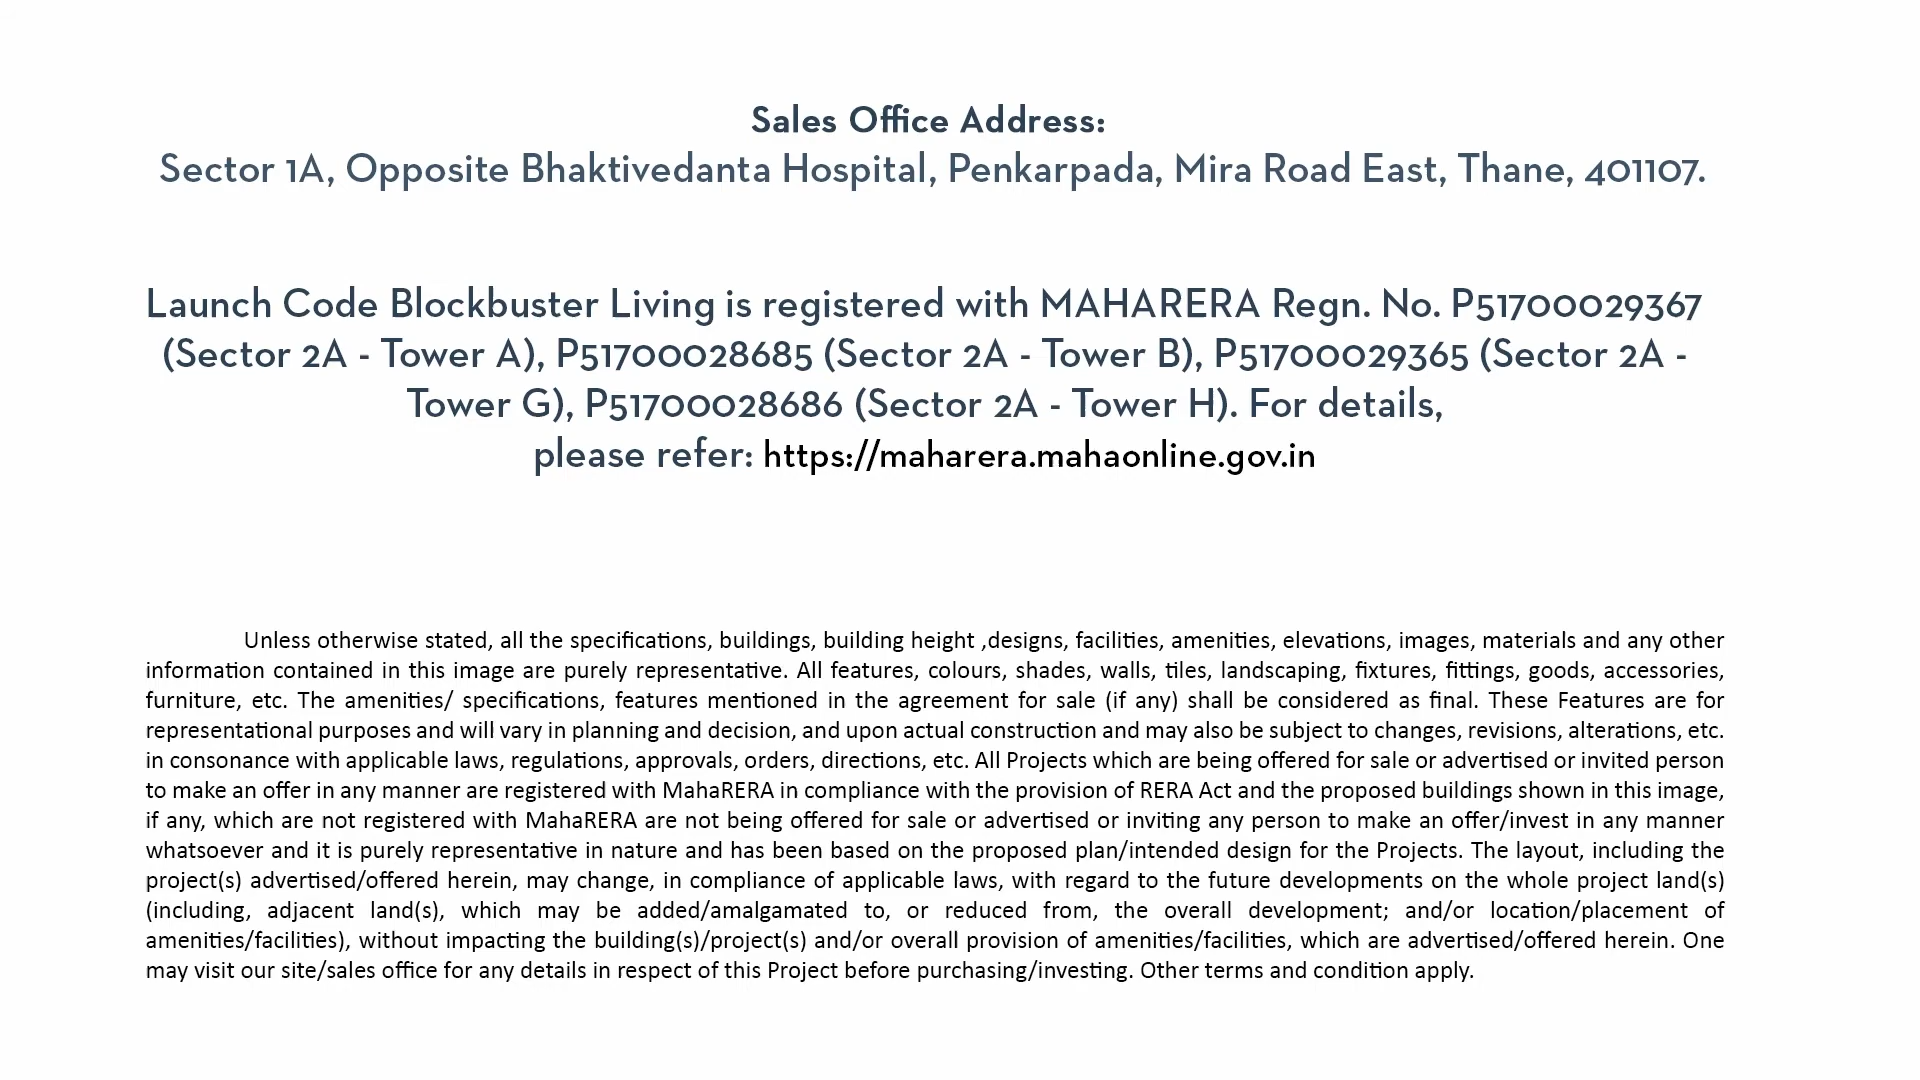 Sales Office Address:
Sector 1A, Opposite Bhaktivedanta Hospital, Penkarpada, Mira Road East, Thane, 401107.
Launch Code Blockbuster Living is registered with MAHARERA Regn. No. P51700029367
(Sector 2A - Tower A), P51700028685 (Sector 2A - Tower B), P51700029365 (Sector 2A -
Tower G), P51700028686 (Sector 2A - Tower H). For details,
please refer: https://maharera.mahaonline.gov.in
Unless otherwise stated, all the specifications, buildings, building height ,designs, facilities, amenities, elevations, images, materials and any other
information contained in this image are purely representative. All features, colours, shades, walls, tiles, landscaping, fixtures, fittings, goods, accessories,
furniture, etc. The amenities/ specifications, features mentioned in the agreement for sale (if any) shall be considered as final. These Features are for
representational purposes and will vary in planning and decision, and upon actual construction and may also be subject to changes, revisions, alterations, etc.
in consonance with applicable laws, regulations, approvals, orders, directions, etc. All Projects which are being offered for sale or advertised or invited person
to make an offer in any manner are registered with MahaRERA in compliance with the provision of RERA Act and the proposed buildings shown in this image,
if any, which are not registered with MahaRERA are not being offered for sale or advertised or inviting any person to make an offer/invest in any manner
whatsoever and it is purely representative in nature and has been based on the proposed plan/intended design for the Projects. The layout, including the
project(s) advertised/offered herein, may change, in compliance of applicable laws, with regard to the future developments on the whole project land(s)
(including, adjacent land(s), which may be added/amalgamated to, or reduced from, the overall development; and/or location/placement of
amenities/facilities), without impacting the building(s)/project(s) and/or overall provision of amenities/facilities, which are advertised/offered herein. One
may visit our site/sales office for any details in respect of this Project before purchasing/investing. Other terms and condition apply.